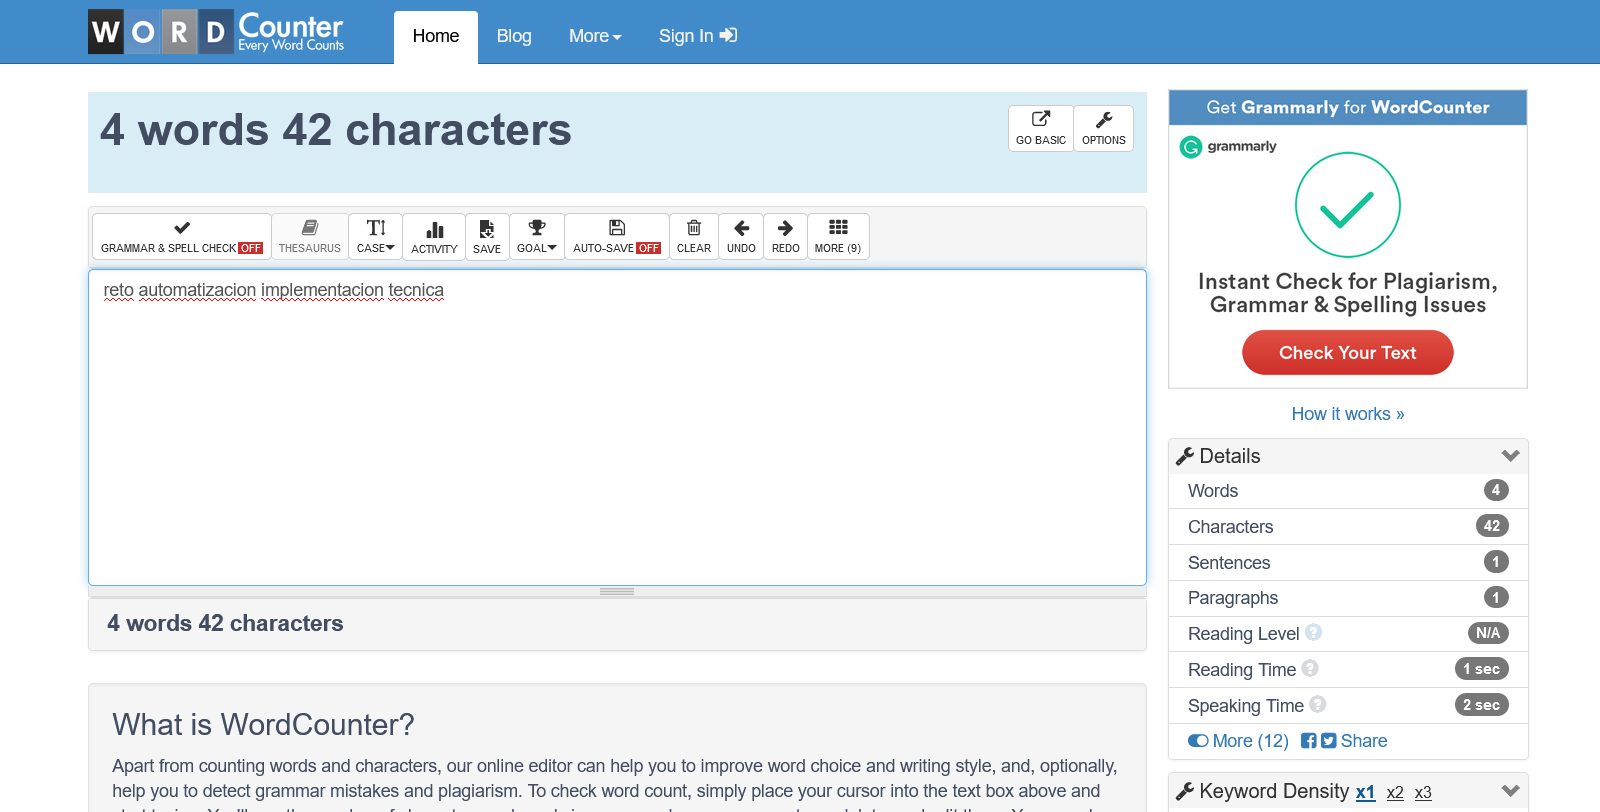 WORD Counter
Every Word Counts
Home
Blog
More
Sign In
4 words 42 characters
GO BASIC
OPTIONS
GRAMMAR & SPELL CHECK OFF
THESAURUS
CASE
ACTIVITY
SAVE
GOAL
AUTO-SAVE OFF
CLEAR
UNDO
REDO
MORE (9)
reto automatizacion implementacion tecnica
4 words 42 characters
What is WordCounter?
Apart from counting words and characters, our online editor can help you to improve word choice and writing style, and, optionally,
help you to detect grammar mistakes and plagiarism. To check word count, simply place your cursor into the text box above and
Get Grammarly for WordCounter
grammarly
Instant Check for Plagiarism,
Grammar & Spelling Issues
Check Your Text
How it works »
Details
Words 4
Characters 42
Sentences 1
Paragraphs 1
Reading Level ? N/A
Reading Time ? 1 sec
Speaking Time ? 2 sec
More (12) Share
Keyword Density x1 x2 x3